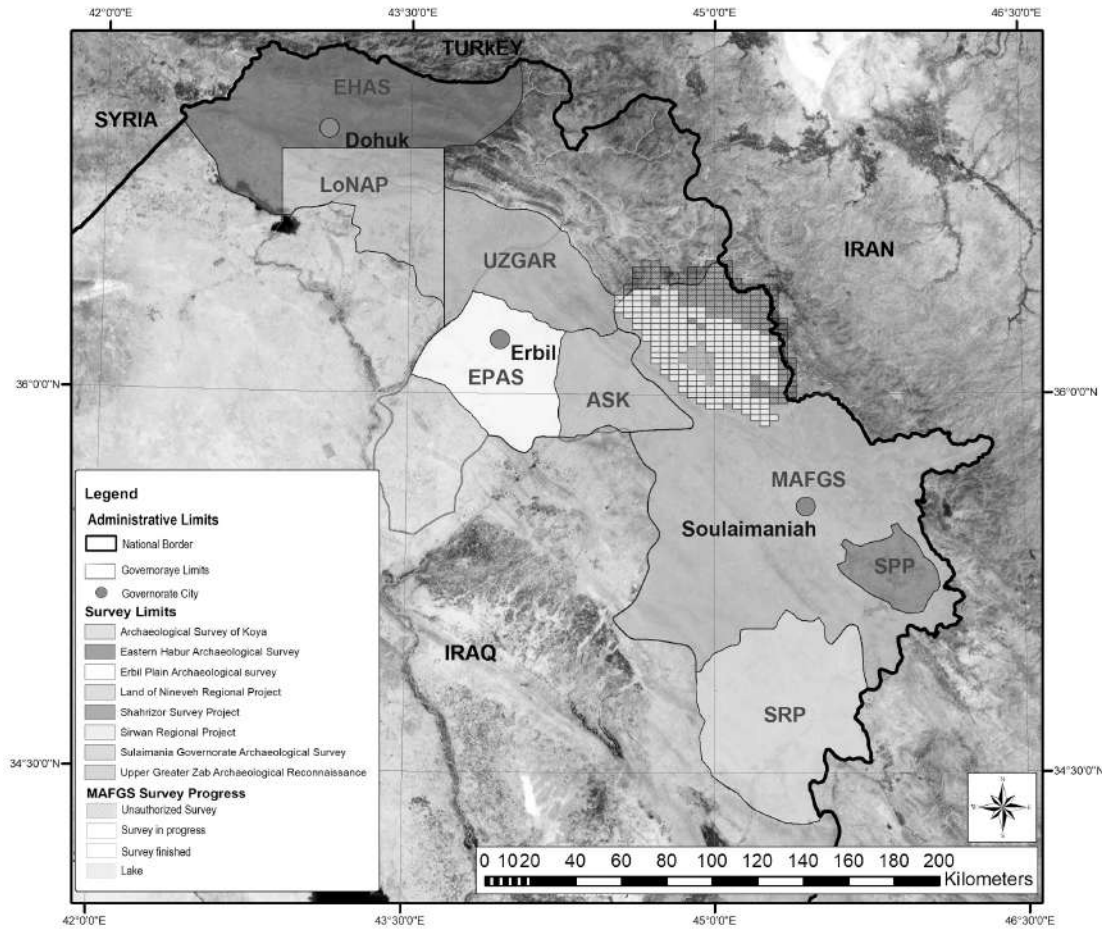 42°0'0"E
43°30'0"E
45°0'0"E
46°30'0"E
TURkEY
EHAS
SYRIA
Dohuk
LoNAP
IRAN
UZGAR
Erbil
EPAS
ASK
36°0'0"N
36°0'0"N
MAFGS
Soulaimaniah
SPP
IRAQ
SRP
34°30'0"N
34°30'0"N
Legend
Administrative Limits
National Border
Governoraye Limits
Governorate City
Survey Limits
Archaeological Survey of Koya
Eastern Habur Archaeological Survey
Erbil Plain Archaeological survey
Land of Nineveh Regional Project
Shahrizor Survey Project
Sirwan Regional Project
Sulaimania Governorate Archaeological Survey
Upper Greater Zab Archaeological Reconnaissance
MAFGS Survey Progress
Unauthorized Survey
Survey in progress
Survey finished
Lake
N
W E
S
0 10 20 40 60 80 100 120 140 160 180 200
Kilometers
42°0'0"E
43°30'0"E
45°0'0"E
46°30'0"E